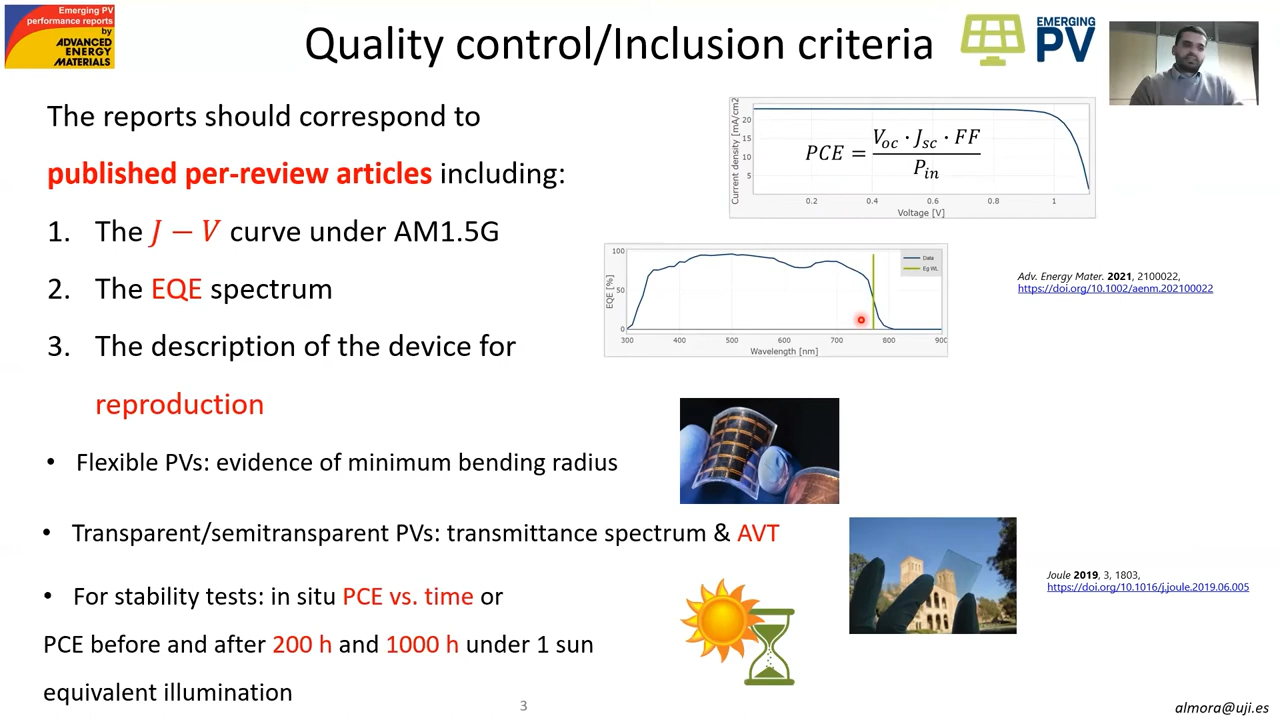 Emerging PV
performance reports
by
ADVANCED
ENERGY
MATERIALS
Quality control/Inclusion criteria
EMERGING
PV
The reports should correspond to
published per-review articles including:
1. The J − V curve under AM1.5G
2. The EQE spectrum
3. The description of the device for
reproduction
• Flexible PVs: evidence of minimum bending radius
• Transparent/semitransparent PVs: transmittance spectrum & AVT
• For stability tests: in situ PCE vs. time or
PCE before and after 200 h and 1000 h under 1 sun
equivalent illumination
Current density [mA/cm2
20
15
10
5
PCE = Voc · Jsc · FF
Pin
0.2 0.4 0.6 0.8 1
Voltage [V]
EQE [%]
100
50
0
Data
Eg WL
300 400 500 600 700 800 900
Wavelength [nm]
Adv. Energy Mater. 2021, 2100022,
https://doi.org/10.1002/aenm.202100022
Joule 2019, 3, 1803,
https://doi.org/10.1016/j.joule.2019.06.005
3
almora@uji.es